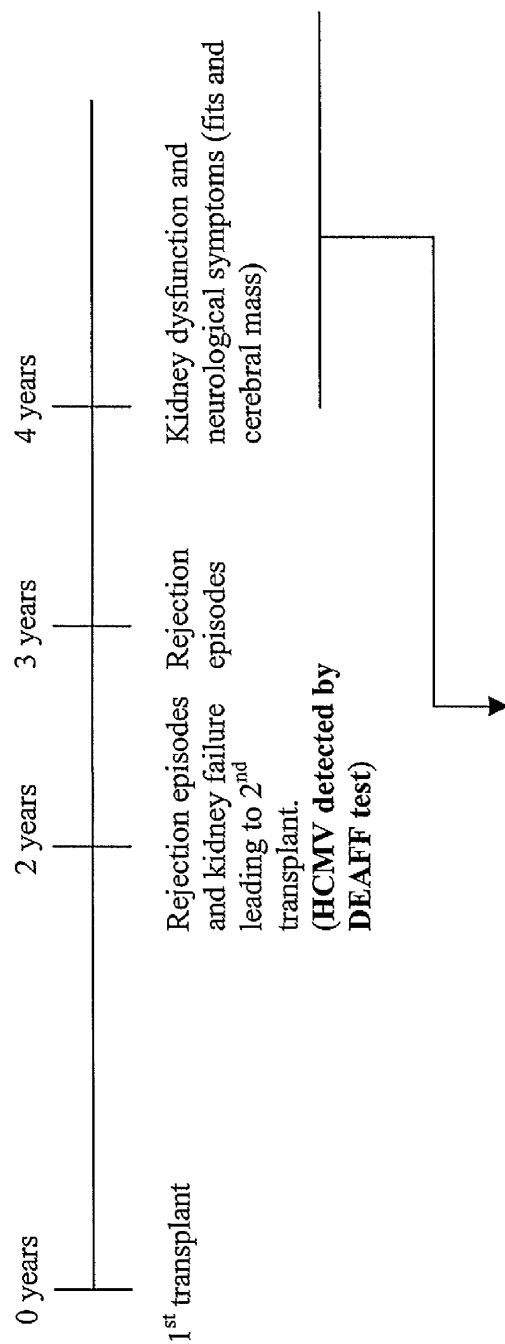 0 years
2 years
3 years
4 years
1st transplant
Rejection episodes
and kidney failure
leading to 2nd
transplant.
(HCMV detected by
DEAFF test)
Rejection
episodes
Kidney dysfunction and
neurological symptoms (fits and
cerebral mass)